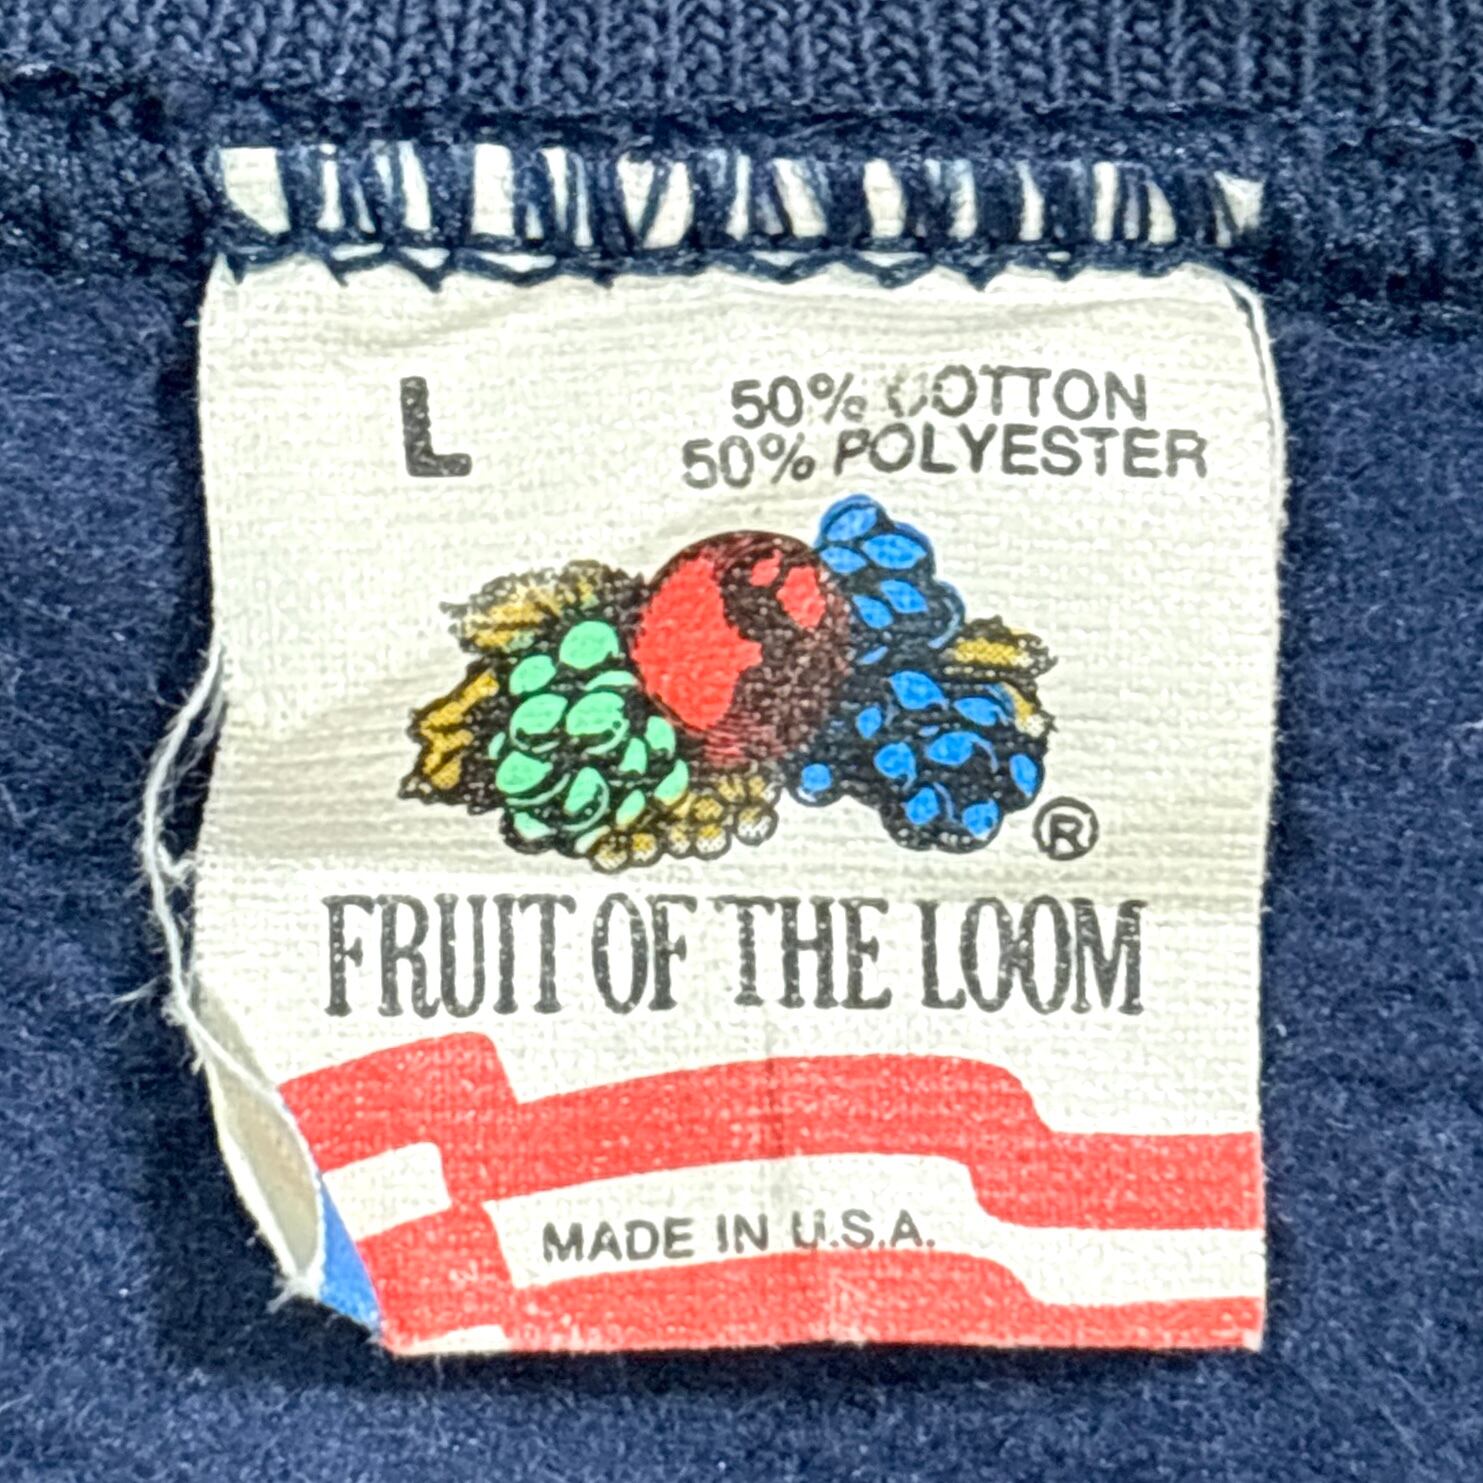 L
50% COTTON
50% POLYESTER
®
FRUIT OF THE LOOM
MADE IN U.S.A.